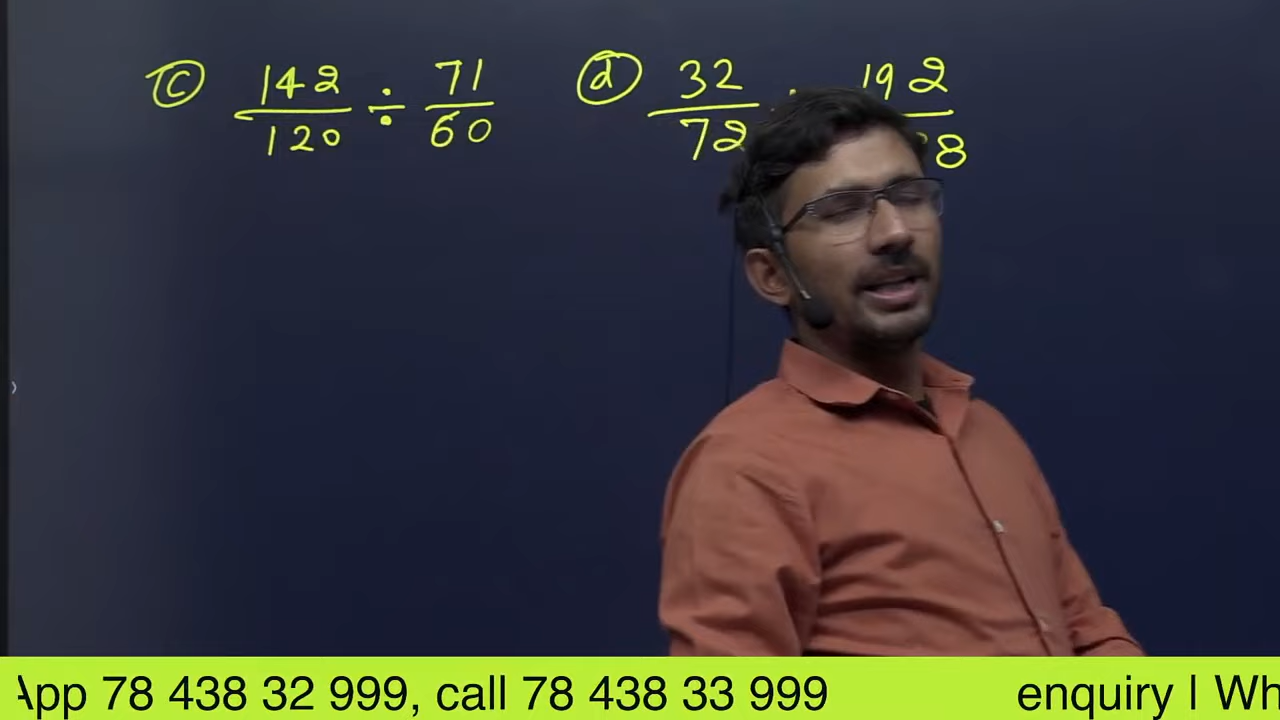 c 142/120 ÷ 71/60
d 32/72 192/8
App 78 438 32 999, call 78 438 33 999 enquiry | Wh